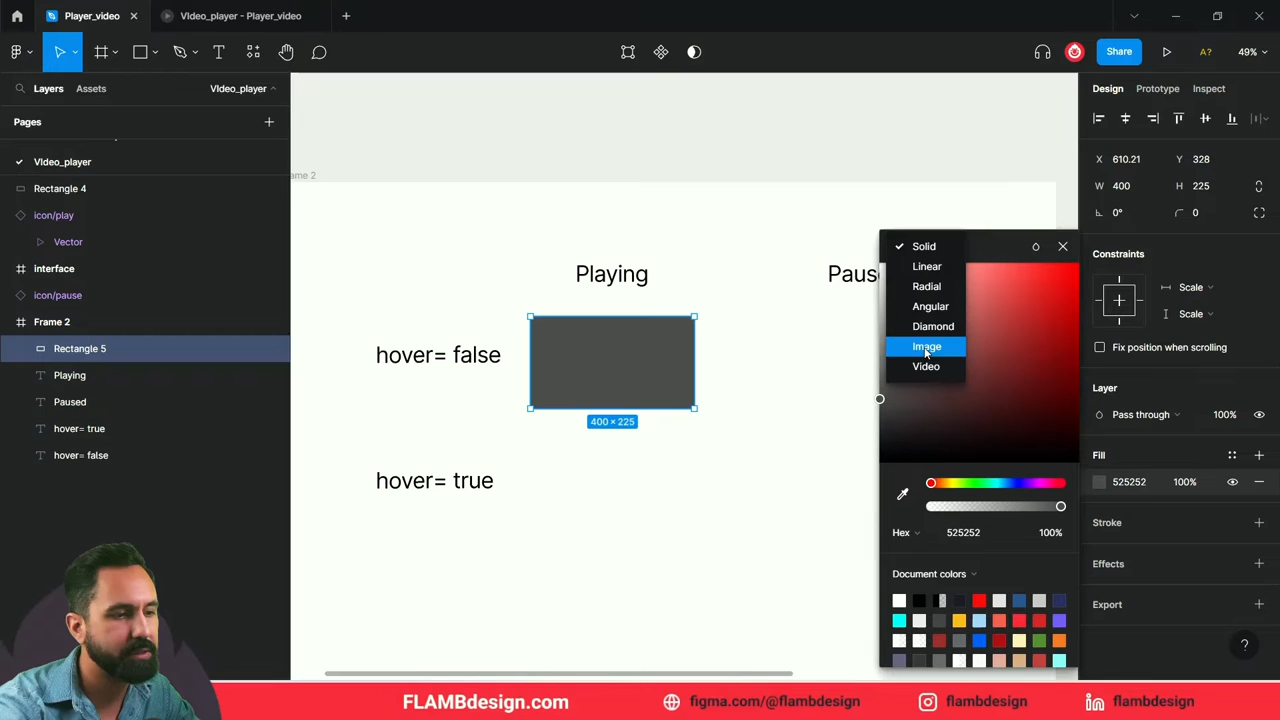 Player_video
VIdeo_player - Player_video
Share
A?
49%
Layers
Assets
VIdeo_player
Pages
VIdeo_player
Rectangle 4
icon/play
Vector
interface
icon/pause
Frame 2
Rectangle 5
Playing
Paused
hover= true
hover= false
ame 2
Playing
Pause
hover= false
400 × 225
hover= true
Solid
Linear
Radial
Angular
Diamond
Image
Video
Hex
525252
100%
Document colors
Design
Prototype
Inspect
X
610.21
Y
328
W
400
H
225
0°
0
Constraints
Scale
Scale
Fix position when scrolling
Layer
Pass through
100%
Fill
525252
100%
Stroke
Effects
Export
?
FLAMBdesign.com
figma.com/@flambdesign
flambdesign
flambdesign